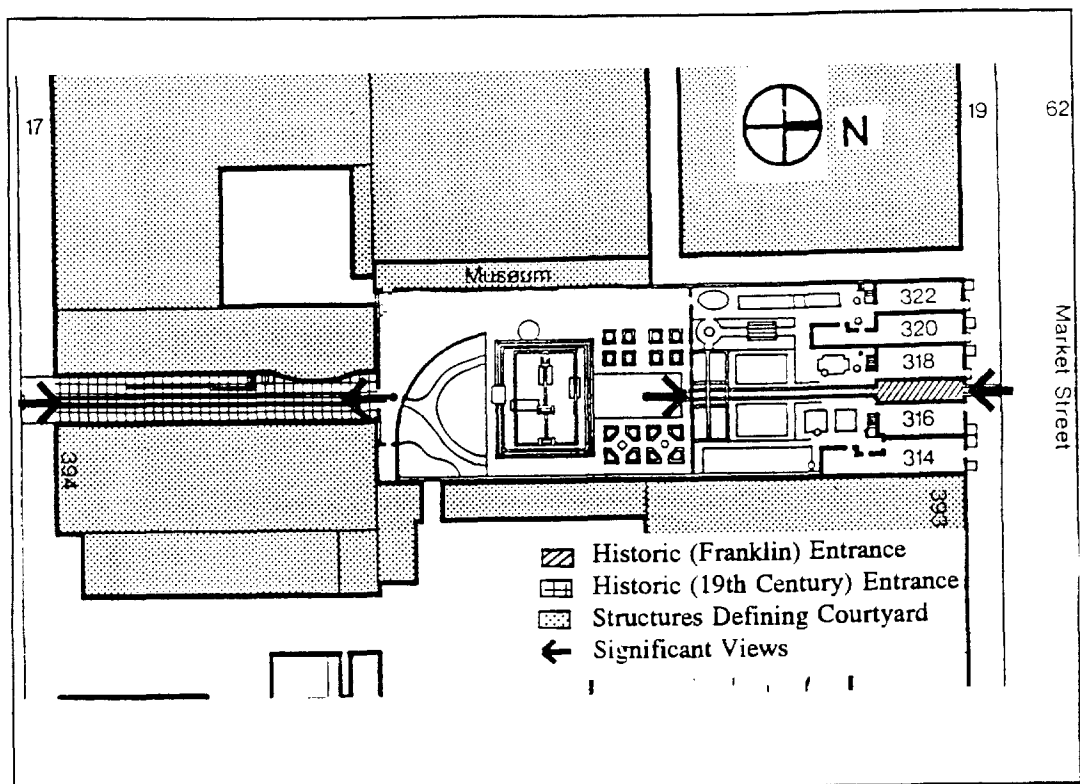 17
19
62
N
Museum
322
320
318
316
314
Market Street
394
393
Historic (Franklin) Entrance
Historic (19th Century) Entrance
Structures Defining Courtyard
Significant Views